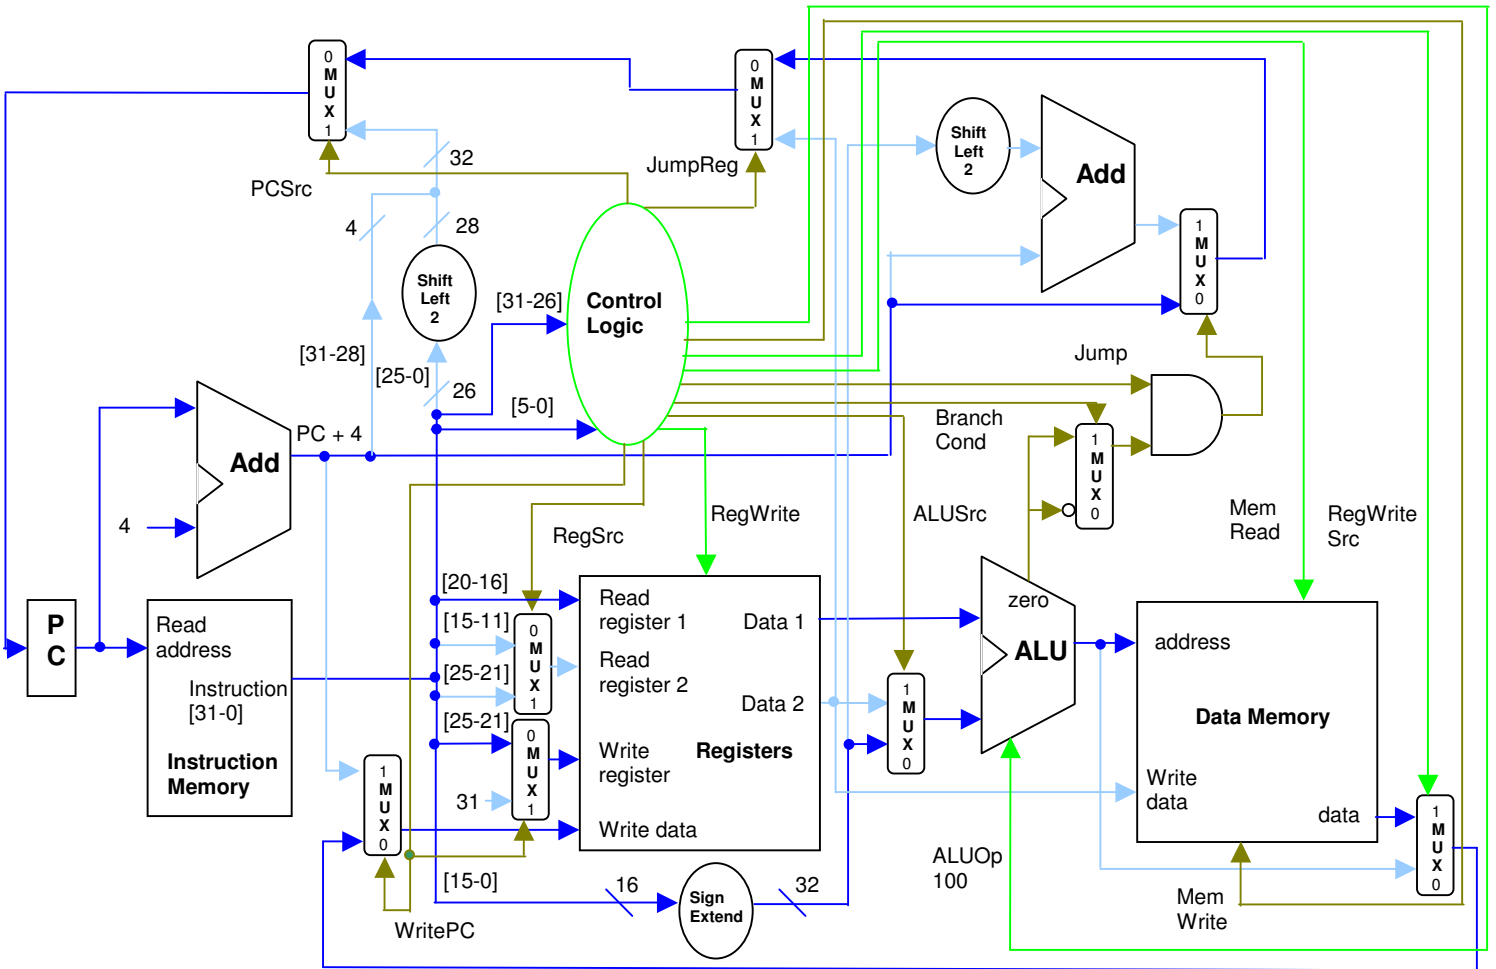 0
M
U
X
1
0
M
U
X
1
32
PCSrc
JumpReg
Shift
Left
2
Add
4
28
1
M
U
X
0
Shift
Left
2
[31-26]
Control
Logic
[31-28]
[25-0]
26
Jump
[5-0]
Branch
Cond
1
M
U
X
0
PC + 4
Add
4
RegSrc
RegWrite
ALUSrc
Mem
Read
RegWrite
Src
[20-16]
[15-11]
[25-21]
[25-21]
0
M
U
X
1
Read
register 1
Data 1
Read
register 2
Data 2
zero
ALU
P
C
Read
address
Instruction
[31-0]
Instruction
Memory
address
Data Memory
1
M
U
X
0
0
M
U
X
1
Write
register
Registers
31
Write data
1
M
U
X
0
Write
data
data
1
M
U
X
0
ALUOp
100
[15-0]
16
Sign
Extend
32
Mem
Write
WritePC